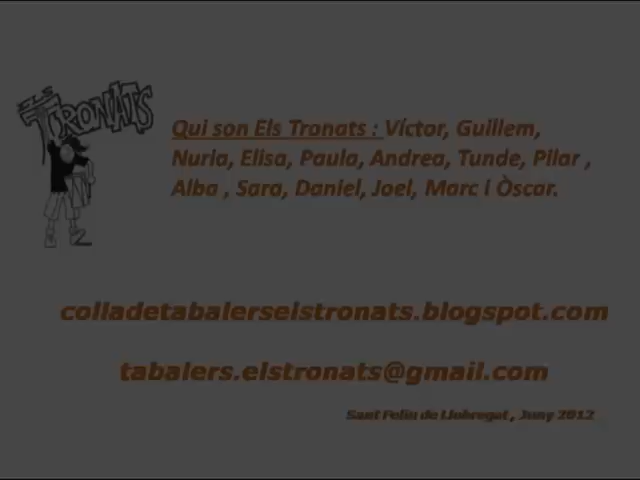 TRONATS
Qui son Els Tronats : Víctor, Guillem,
Nuria, Elisa, Paula, Andrea, Tunde, Pilar ,
Alba , Sara, Daniel, Joel, Marc i Òscar.
colladetabalerselstronats.blogspot.com
tabalers.elstronats@gmail.com
Sant Feliu de Llobregat , Juny 2012